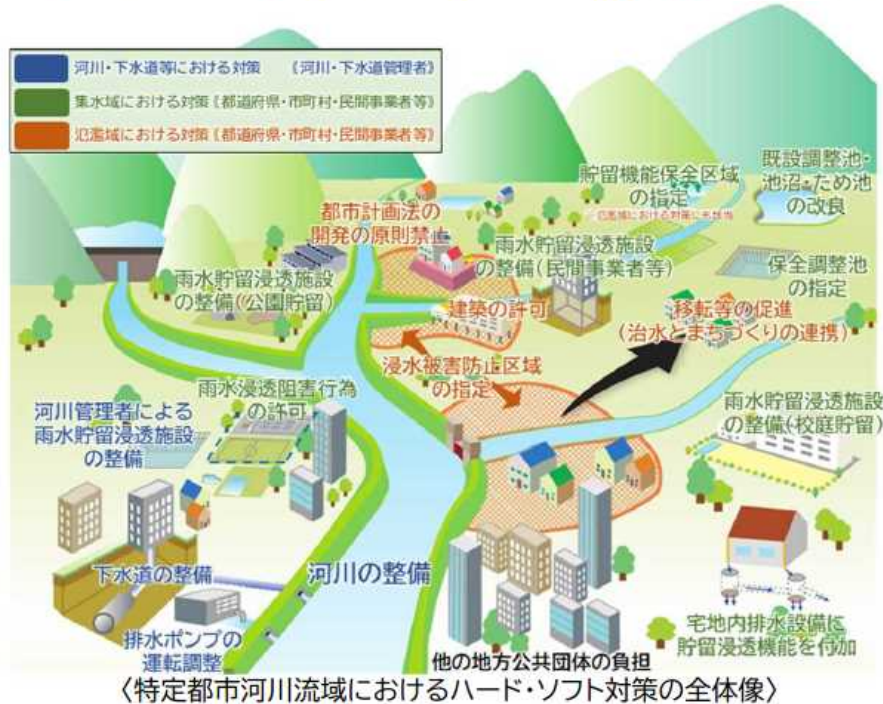 河川・下水道等における対策 《河川・下水道管理者》
集水域における対策《都道府県・市町村・民間事業者等》
氾濫域における対策《都道府県・市町村・民間事業者等》
貯留機能保全区域
の指定
氾濫域における対策にも該当
既設調整池・
池沼・ため池
の改良
都市計画法の
開発の原則禁止
雨水貯留浸透施設
の整備(民間事業者等)
保全調整池
の指定
雨水貯留浸透施設
の整備(公園貯留)
建築の許可
移転等の促進
(治水とまちづくりの連携)
浸水被害防止区域
の指定
雨水浸透阻害行為
の許可
河川管理者による
雨水貯留浸透施設
の整備
雨水貯留浸透施設
の整備(校庭貯留)
下水道の整備
河川の整備
排水ポンプの
運転調整
宅地内排水設備に
貯留浸透機能を付加
他の地方公共団体の負担
〈特定都市河川流域におけるハード・ソフト対策の全体像〉